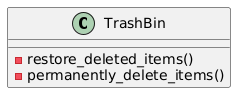 C TrashBin
restore_deleted_items()
permanently_delete_items()